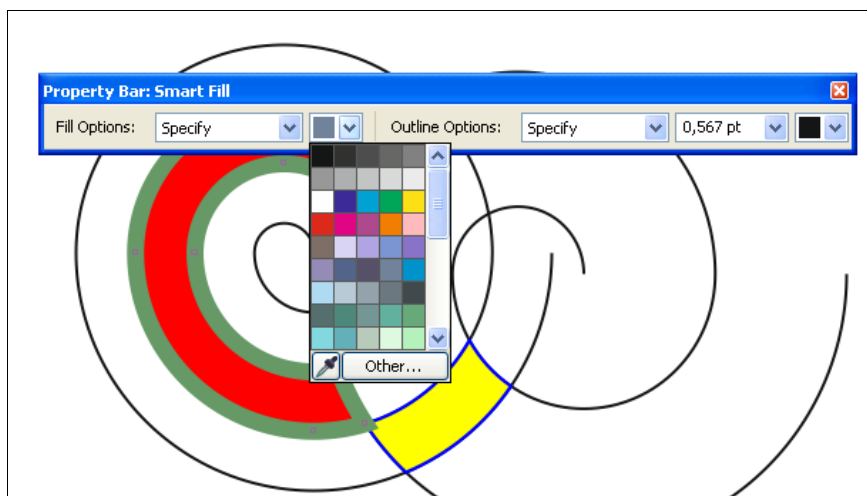 Property Bar: Smart Fill
Fill Options: Specify Outline Options: Specify 0,567 pt
Other...